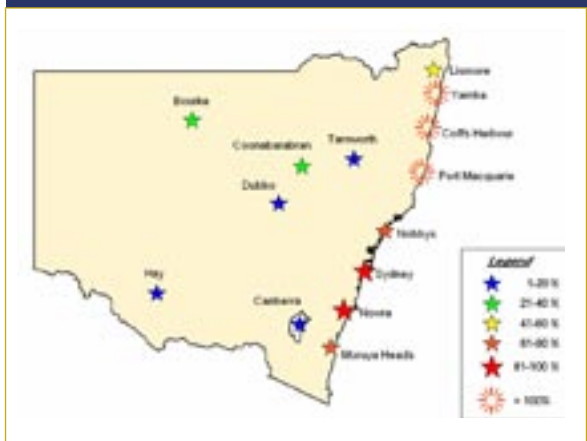 Lismore
Yamba
Bourke
Coffs Harbour
Tamworth
Coonabarabran
Port Macquarie
Dubbo
Nobbys
Sydney
Hay
Canberra
Nowra
Moruya Heads
Legend
1-20 %
21-40 %
41-60 %
61-80 %
81-100 %
> 100%